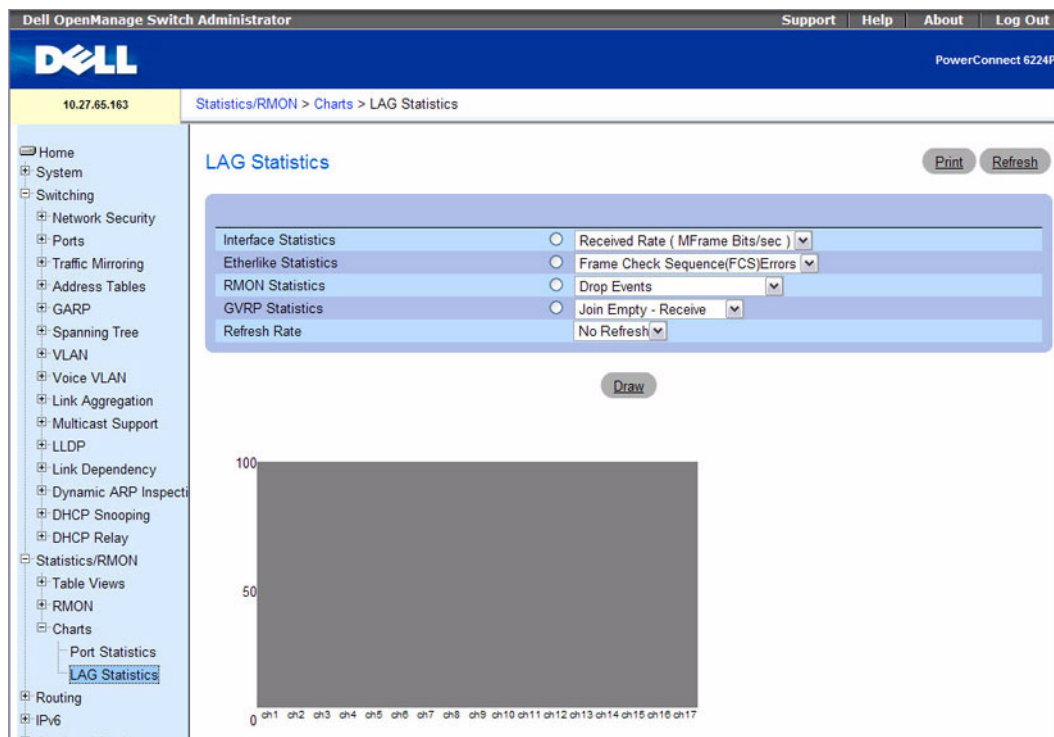 Dell OpenManage Switch Administrator Support Help About Log Out
DELL
PowerConnect 6224P
10.27.65.163
Statistics/RMON > Charts > LAG Statistics
Home
System
Switching
Network Security
Ports
Traffic Mirroring
Address Tables
GARP
Spanning Tree
VLAN
Voice VLAN
Link Aggregation
Multicast Support
LLDP
Link Dependency
Dynamic ARP Inspecti
DHCP Snooping
DHCP Relay
Statistics/RMON
Table Views
RMON
Charts
Port Statistics
LAG Statistics
Routing
IPv6
LAG Statistics
Print Refresh
Interface Statistics Received Rate ( MFrame Bits/sec )
Etherlike Statistics Frame Check Sequence(FCS)Errors
RMON Statistics Drop Events
GVRP Statistics Join Empty - Receive
Refresh Rate No Refresh
Draw
100
50
0 ch1 ch2 ch3 ch4 ch5 ch6 ch7 ch8 ch9 ch10 ch11 ch12 ch13 ch14 ch15 ch16 ch17